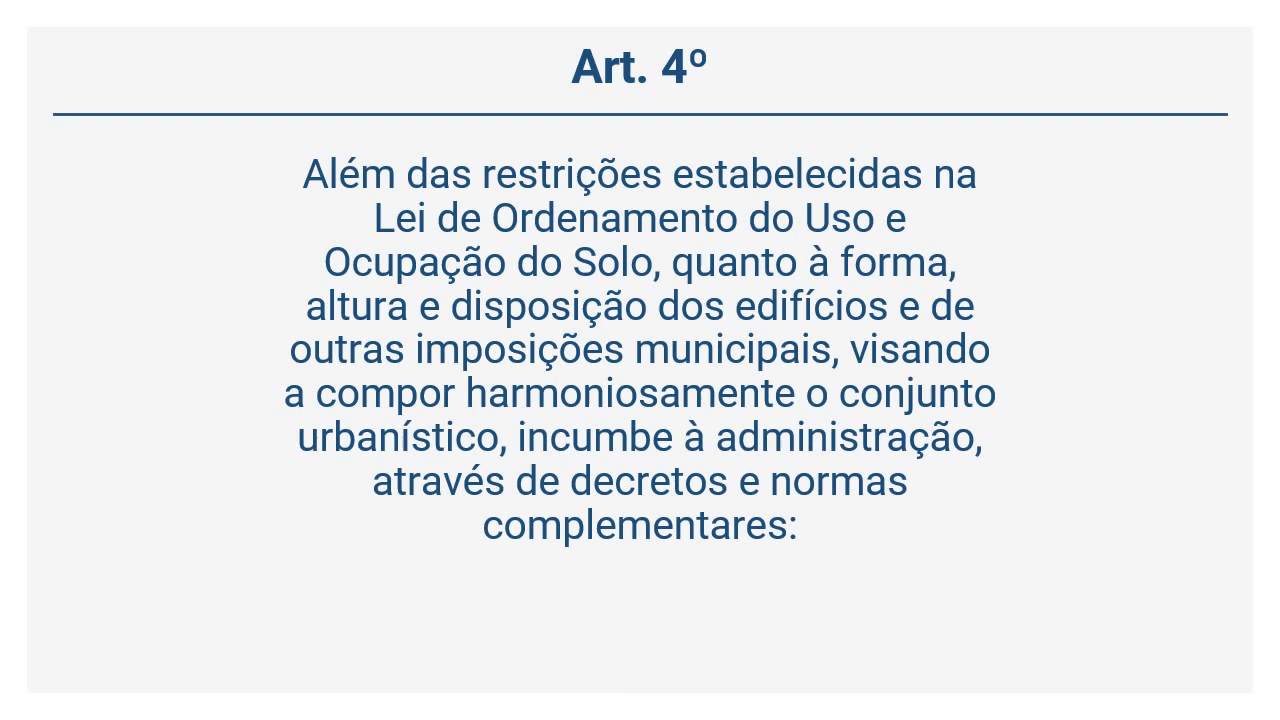 Art. 4º
Além das restrições estabelecidas na
Lei de Ordenamento do Uso e
Ocupação do Solo, quanto à forma,
altura e disposição dos edifícios e de
outras imposições municipais, visando
a compor harmoniosamente o conjunto
urbanístico, incumbe à administração,
através de decretos e normas
complementares: